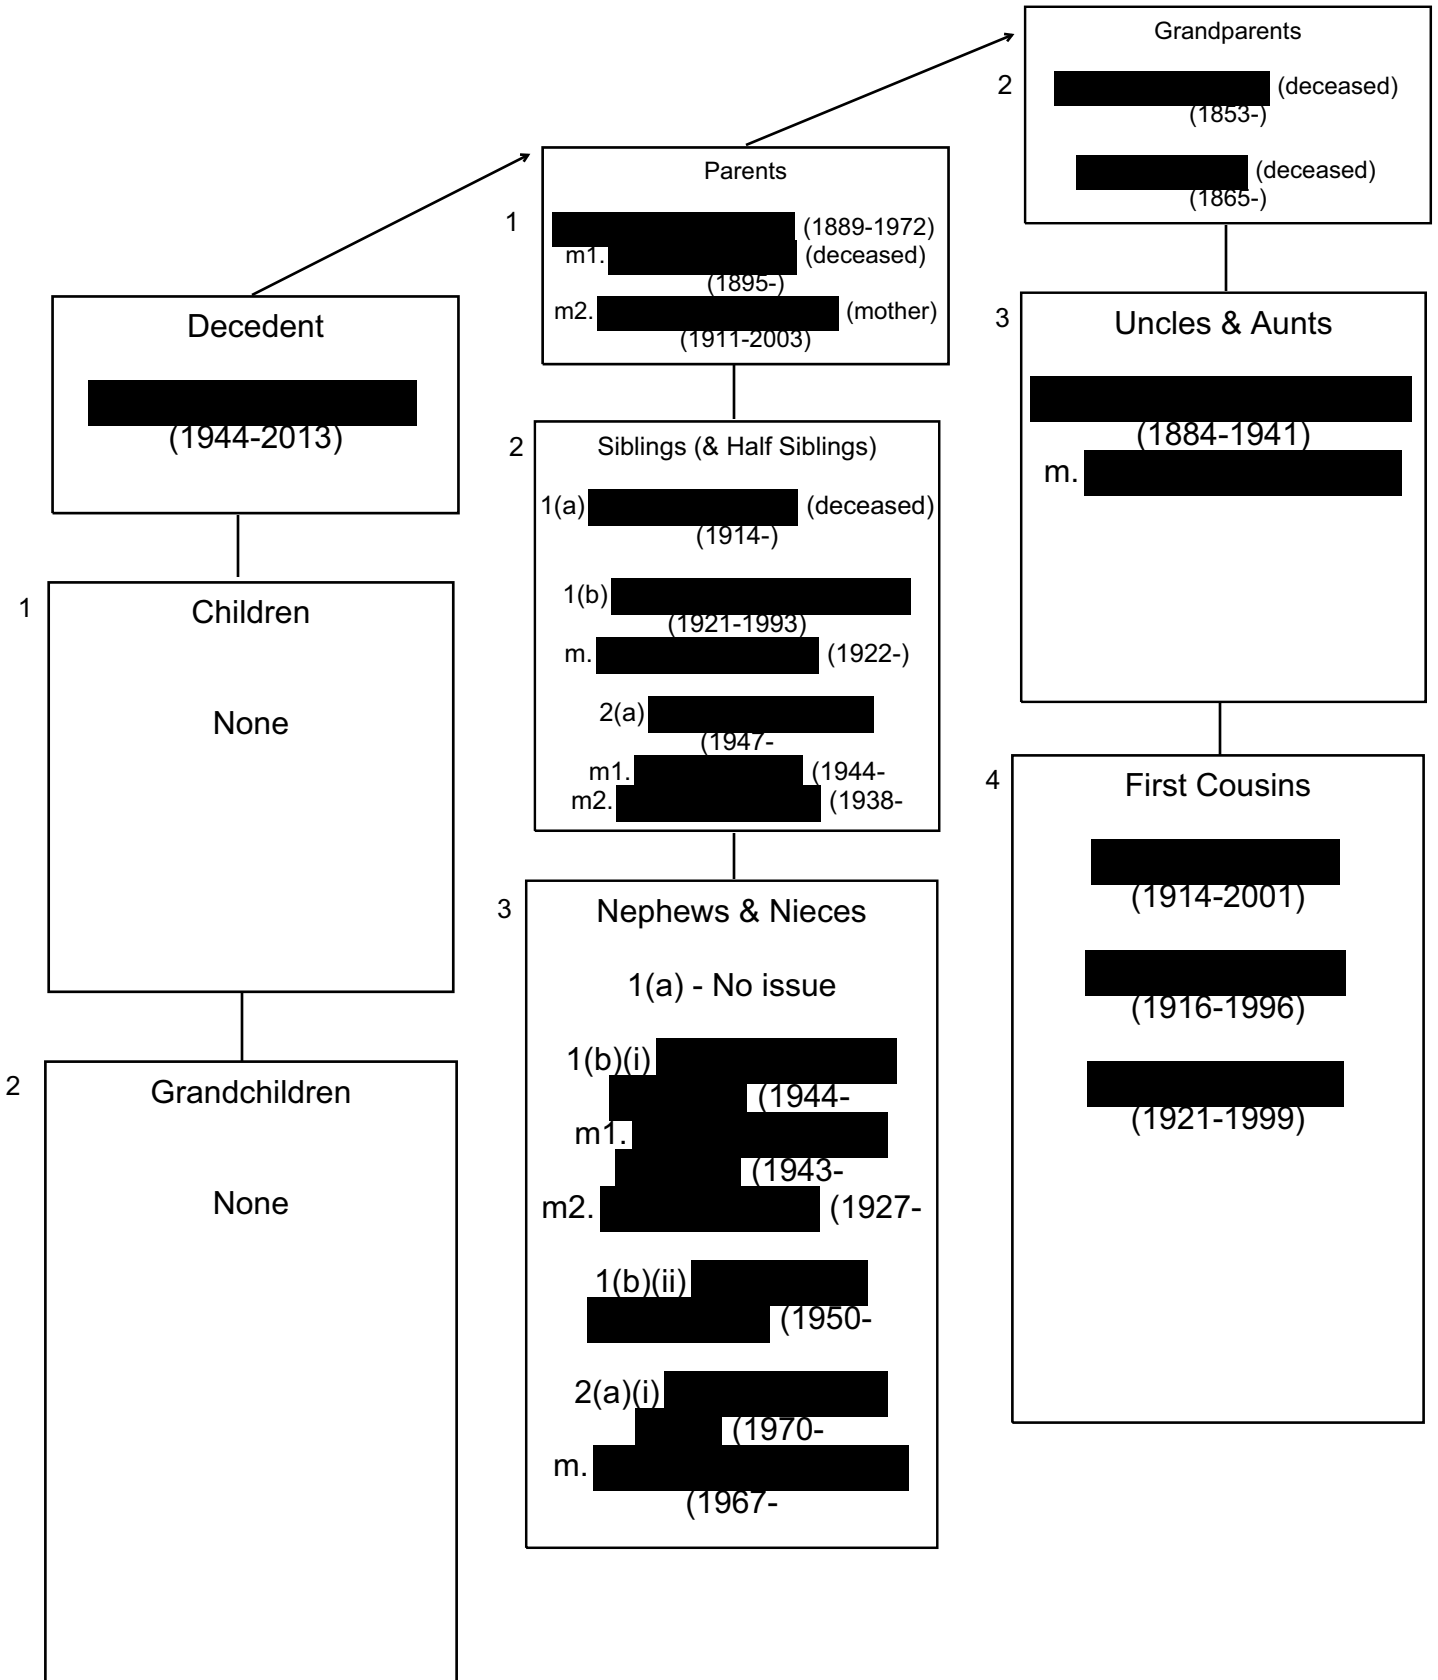 Grandparents
2
(deceased)
(1853-)
(deceased)
(1865-)
Parents
1
(1889-1972)
m1. (deceased)
(1895-)
m2. (mother)
(1911-2003)
Decedent
(1944-2013)
3
Uncles & Aunts
(1884-1941)
m.
2
Siblings (& Half Siblings)
1(a) (deceased)
(1914-)
1(b)
(1921-1993)
m. (1922-)
2(a)
(1947-
m1. (1944-
m2. (1938-
1
Children
None
4
First Cousins
(1914-2001)
(1916-1996)
(1921-1999)
3
Nephews & Nieces
1(a) - No issue
1(b)(i)
(1944-
m1.
(1943-
m2. (1927-
1(b)(ii)
(1950-
2(a)(i)
(1970-
m.
(1967-
2
Grandchildren
None